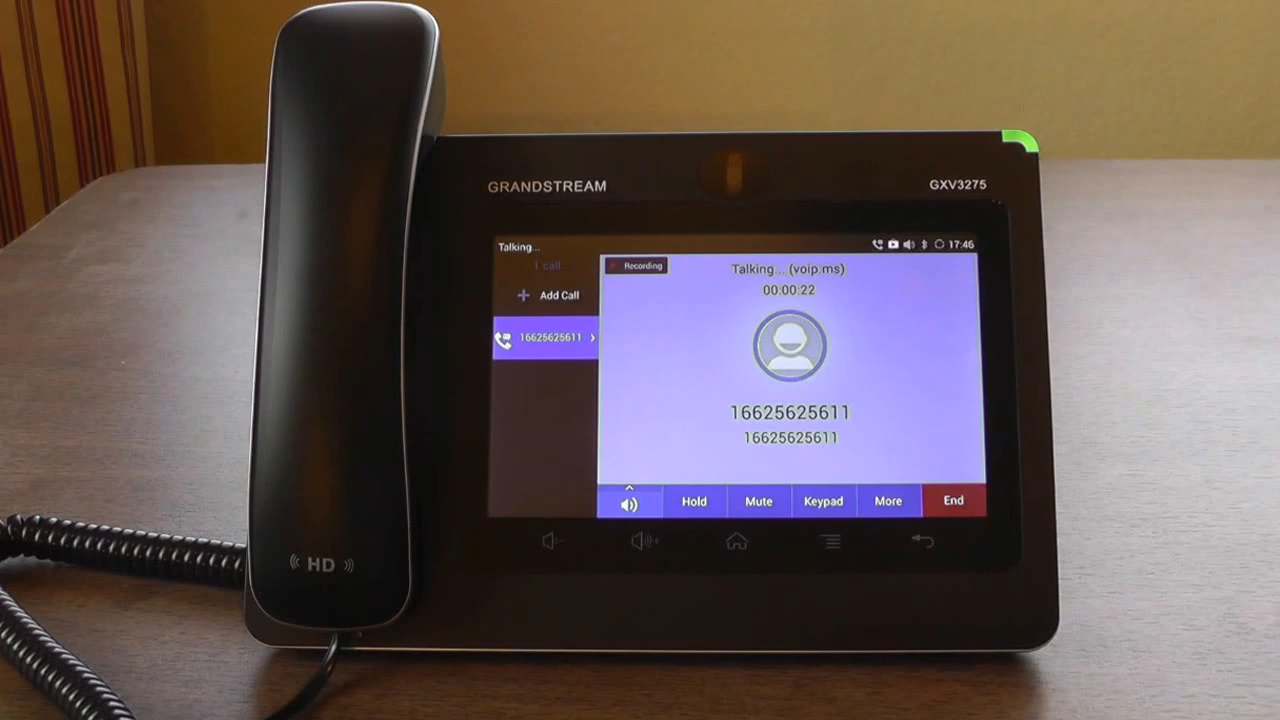 GRANDSTREAM
GXV3275
Talking...
17:46
1 call
Add Call
16625625611
Recording
Talking... (voip.ms)
00:00:22
16625625611
16625625611
Hold
Mute
Keypad
More
End
HD